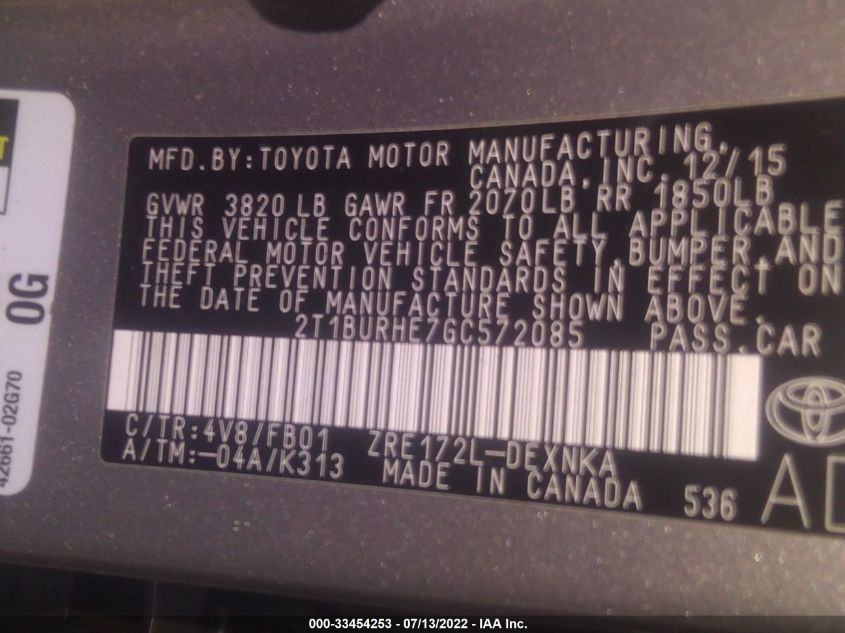 MFD.BY:TOYOTA MOTOR MANUFACTURING,
CANADA,INC. 12/15
GVWR 3820 LB GAWR FR 2070LB RR 1850LB
THIS VEHICLE CONFORMS TO ALL APPLICABLE
FEDERAL MOTOR VEHICLE SAFETY,BUMPER,AND
THEFT PREVENTION STANDARDS IN EFFECT ON
THE DATE OF MANUFACTURE SHOWN ABOVE.
2T1BURHE7GC572085 PASS.CAR
C/TR:4V8/FB01 ZRE172L-DEXNKA
A/TM:-04A/K313 MADE IN CANADA 536
0G
42661-02G70
000-33454253 - 07/13/2022 - IAA Inc.